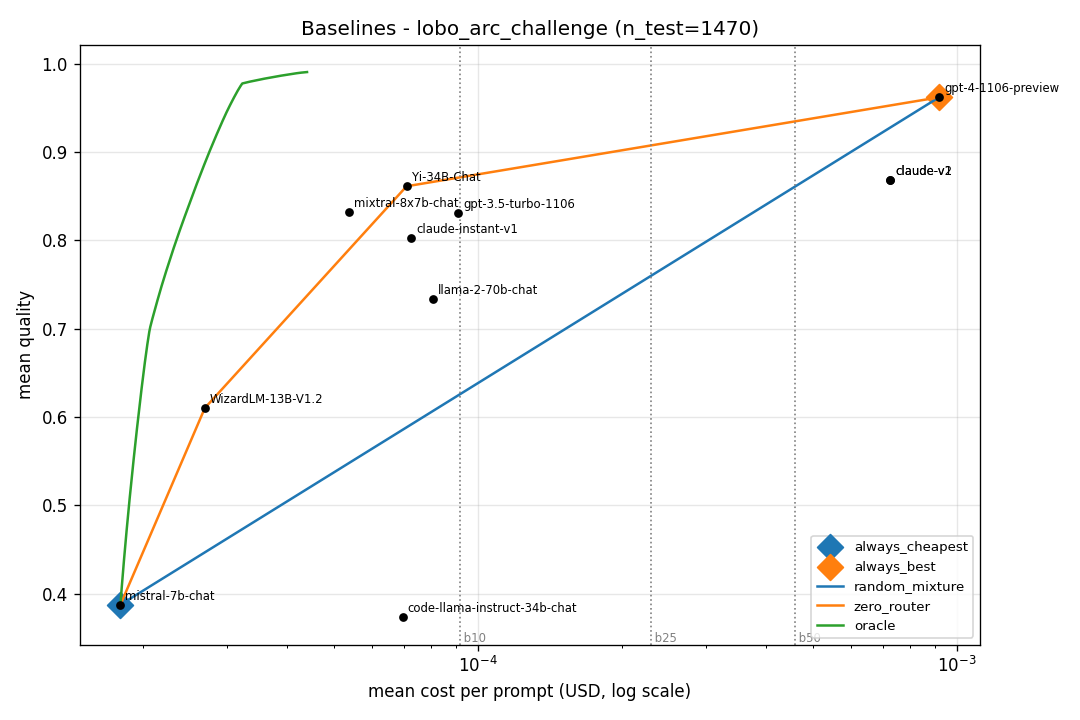 Baselines - lobo_arc_challenge (n_test=1470)
1.0
0.9
0.8
0.7
0.6
0.5
0.4
mean quality
gpt-4-1106-preview
Yi-34B-Chat
claude-v2
mixtral-8x7b-chat
gpt-3.5-turbo-1106
claude-instant-v1
llama-2-70b-chat
WizardLM-13B-V1.2
mistral-7b-chat
code-llama-instruct-34b-chat
always_cheapest
always_best
random_mixture
zero_router
oracle
b10
b25
b50
10⁻⁴
10⁻³
mean cost per prompt (USD, log scale)